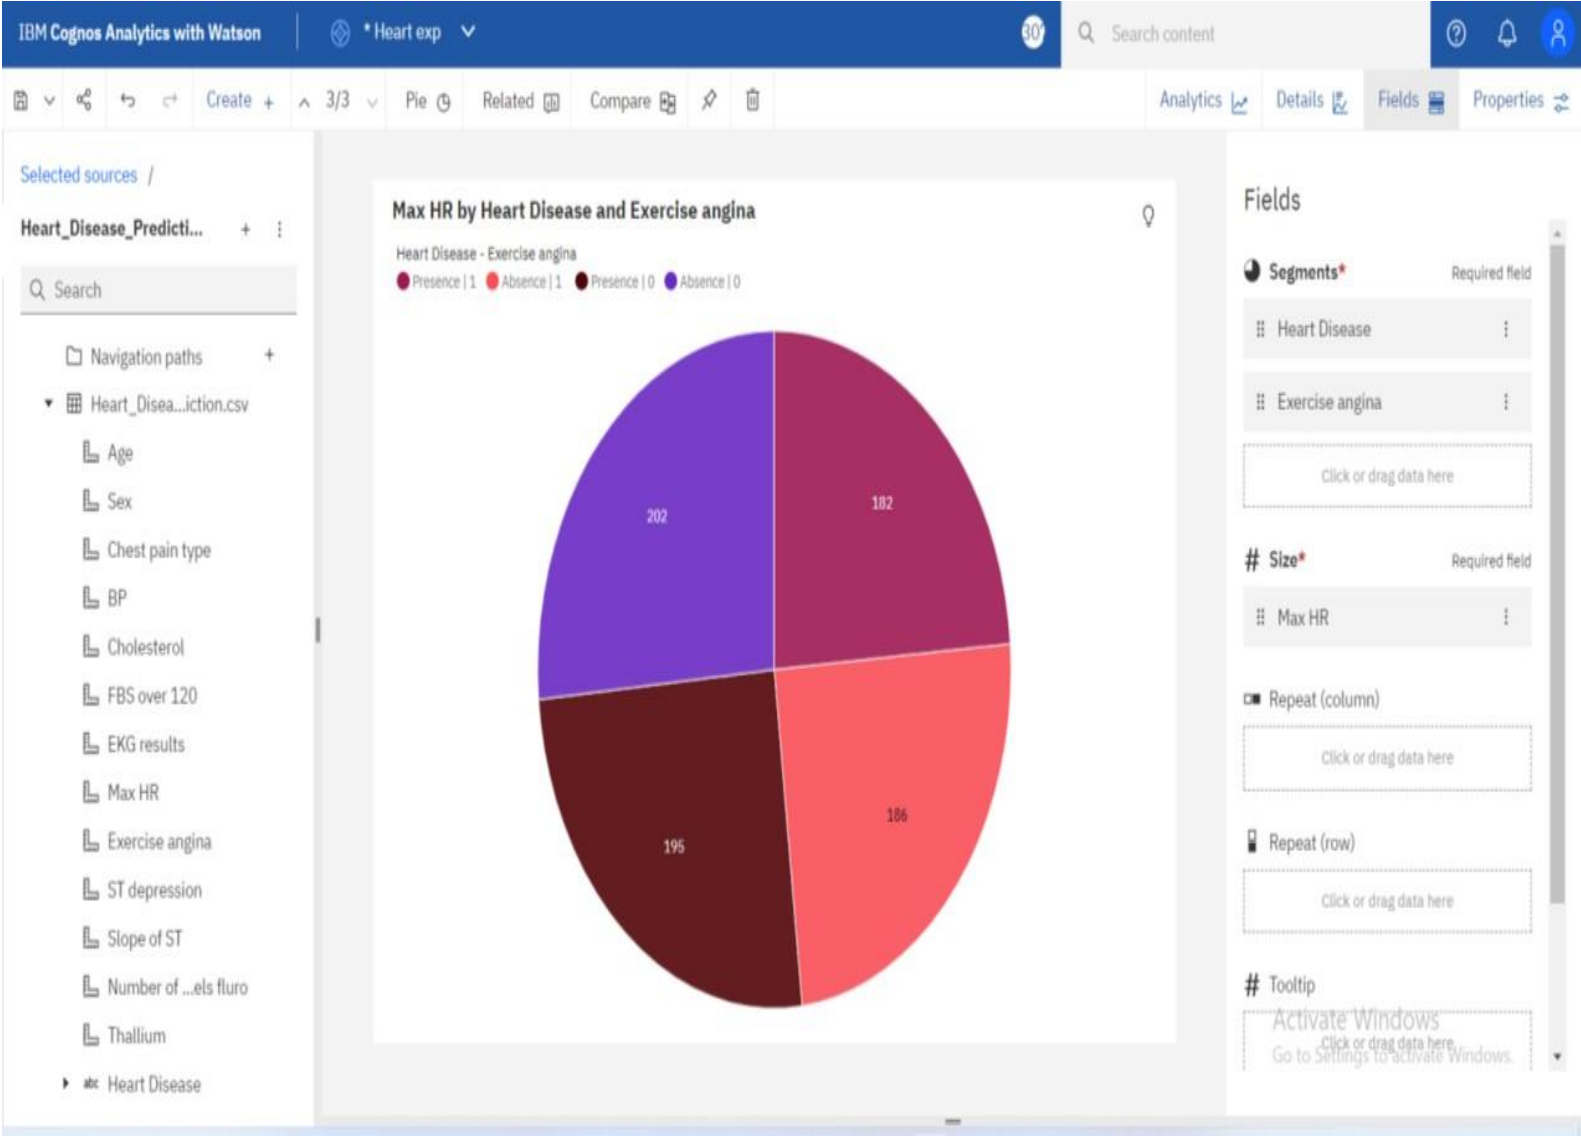 IBM Cognos Analytics with Watson
* Heart exp
Search content
Create +
3/3
Pie
Related
Compare
Analytics
Details
Fields
Properties
Selected sources /
Heart_Disease_Predicti...
Search
Navigation paths
Heart_Disea...iction.csv
Age
Sex
Chest pain type
BP
Cholesterol
FBS over 120
EKG results
Max HR
Exercise angina
ST depression
Slope of ST
Number of ...els fluro
Thallium
abc Heart Disease
Max HR by Heart Disease and Exercise angina
Heart Disease - Exercise angina
Presence | 1 Absence | 1 Presence | 0 Absence | 0
202
182
195
186
Fields
Segments* Required field
Heart Disease
Exercise angina
Click or drag data here
# Size* Required field
Max HR
Repeat (column)
Click or drag data here
Repeat (row)
Click or drag data here
# Tooltip
Click or drag data here
Activate Windows
Go to Settings to activate Windows.